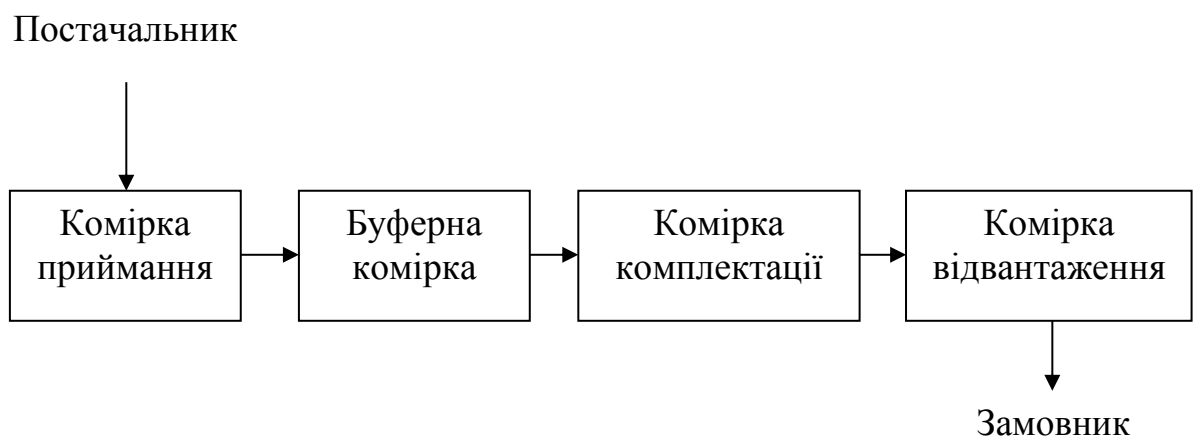 Постачальник
Комірка
приймання
Буферна
комірка
Комірка
комплектації
Комірка
відвантаження
Замовник